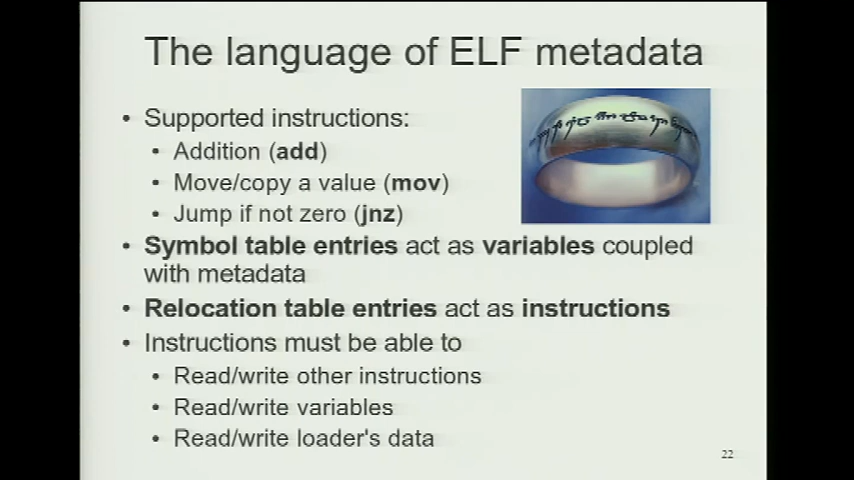 The language of ELF metadata
• Supported instructions:
• Addition (add)
• Move/copy a value (mov)
• Jump if not zero (jnz)
• Symbol table entries act as variables coupled
with metadata
• Relocation table entries act as instructions
• Instructions must be able to
• Read/write other instructions
• Read/write variables
• Read/write loader's data
22